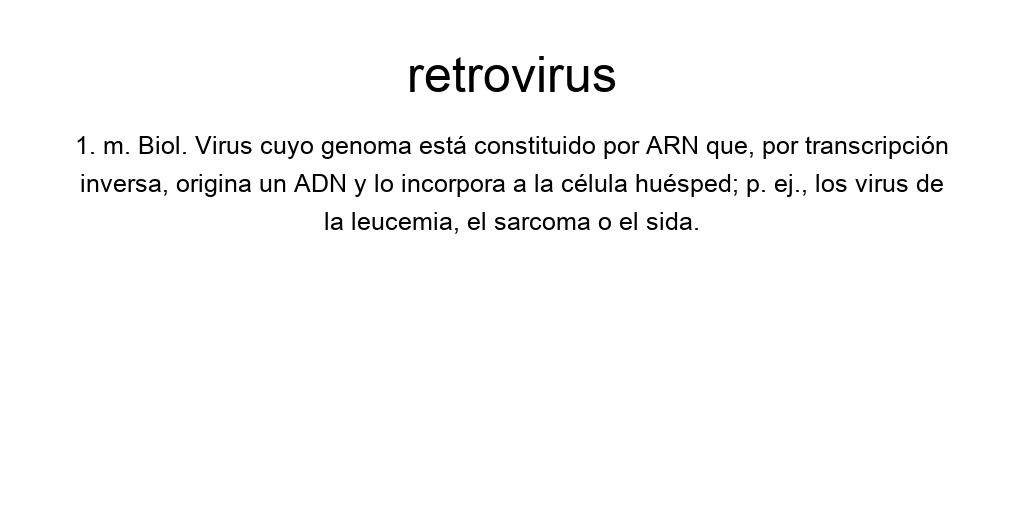 retrovirus
1. m. Biol. Virus cuyo genoma está constituido por ARN que, por transcripción
inversa, origina un ADN y lo incorpora a la célula huésped; p. ej., los virus de
la leucemia, el sarcoma o el sida.